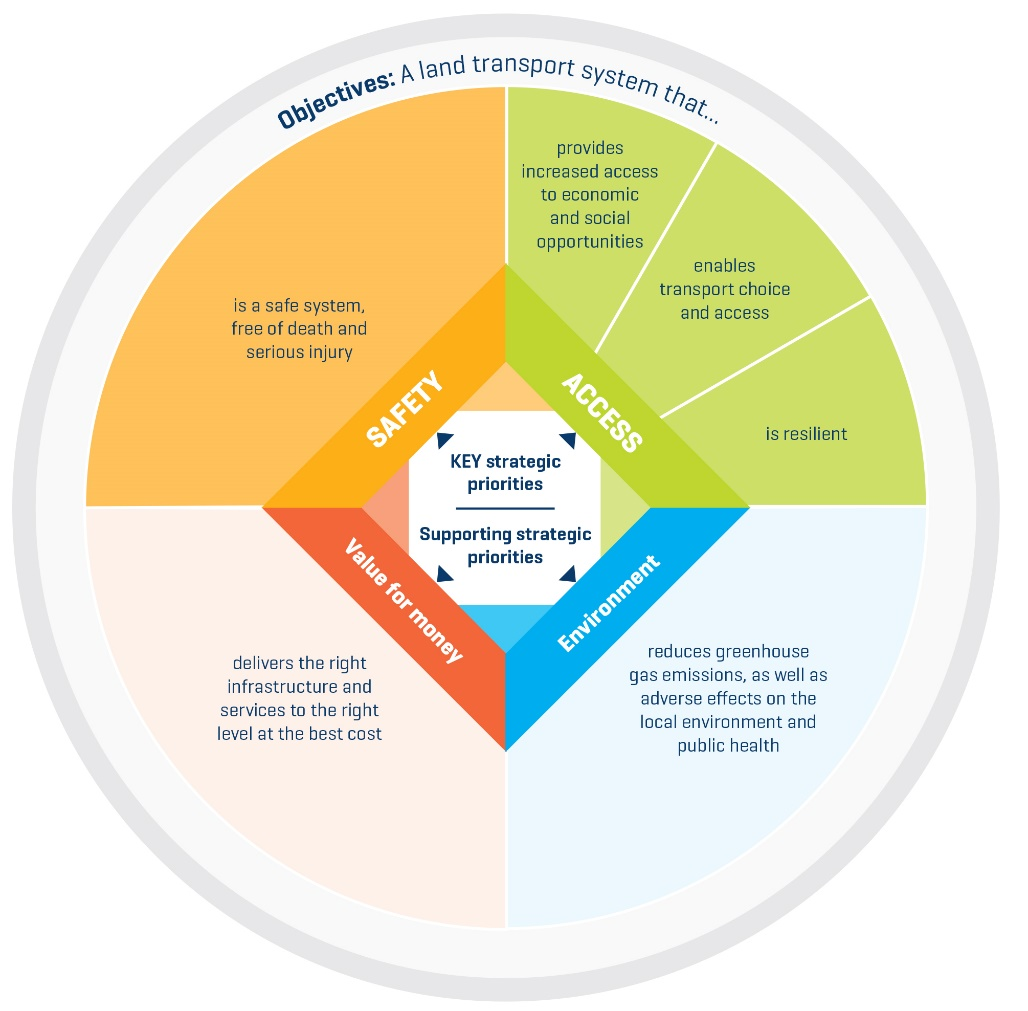 Objectives: A land transport system that...
provides
increased access
to economic
and social
opportunities
enables
transport choice
and access
is resilient
is a safe system,
free of death and
serious injury
SAFETY
ACCESS
KEY strategic
priorities
Supporting strategic
priorities
Value for money
Environment
delivers the right
infrastructure and
services to the right
level at the best cost
reduces greenhouse
gas emissions, as well as
adverse effects on the
local environment and
public health